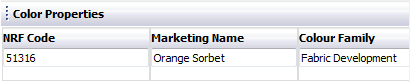 Color Properties
NRF Code Marketing Name Colour Family
51316 Orange Sorbet Fabric Development